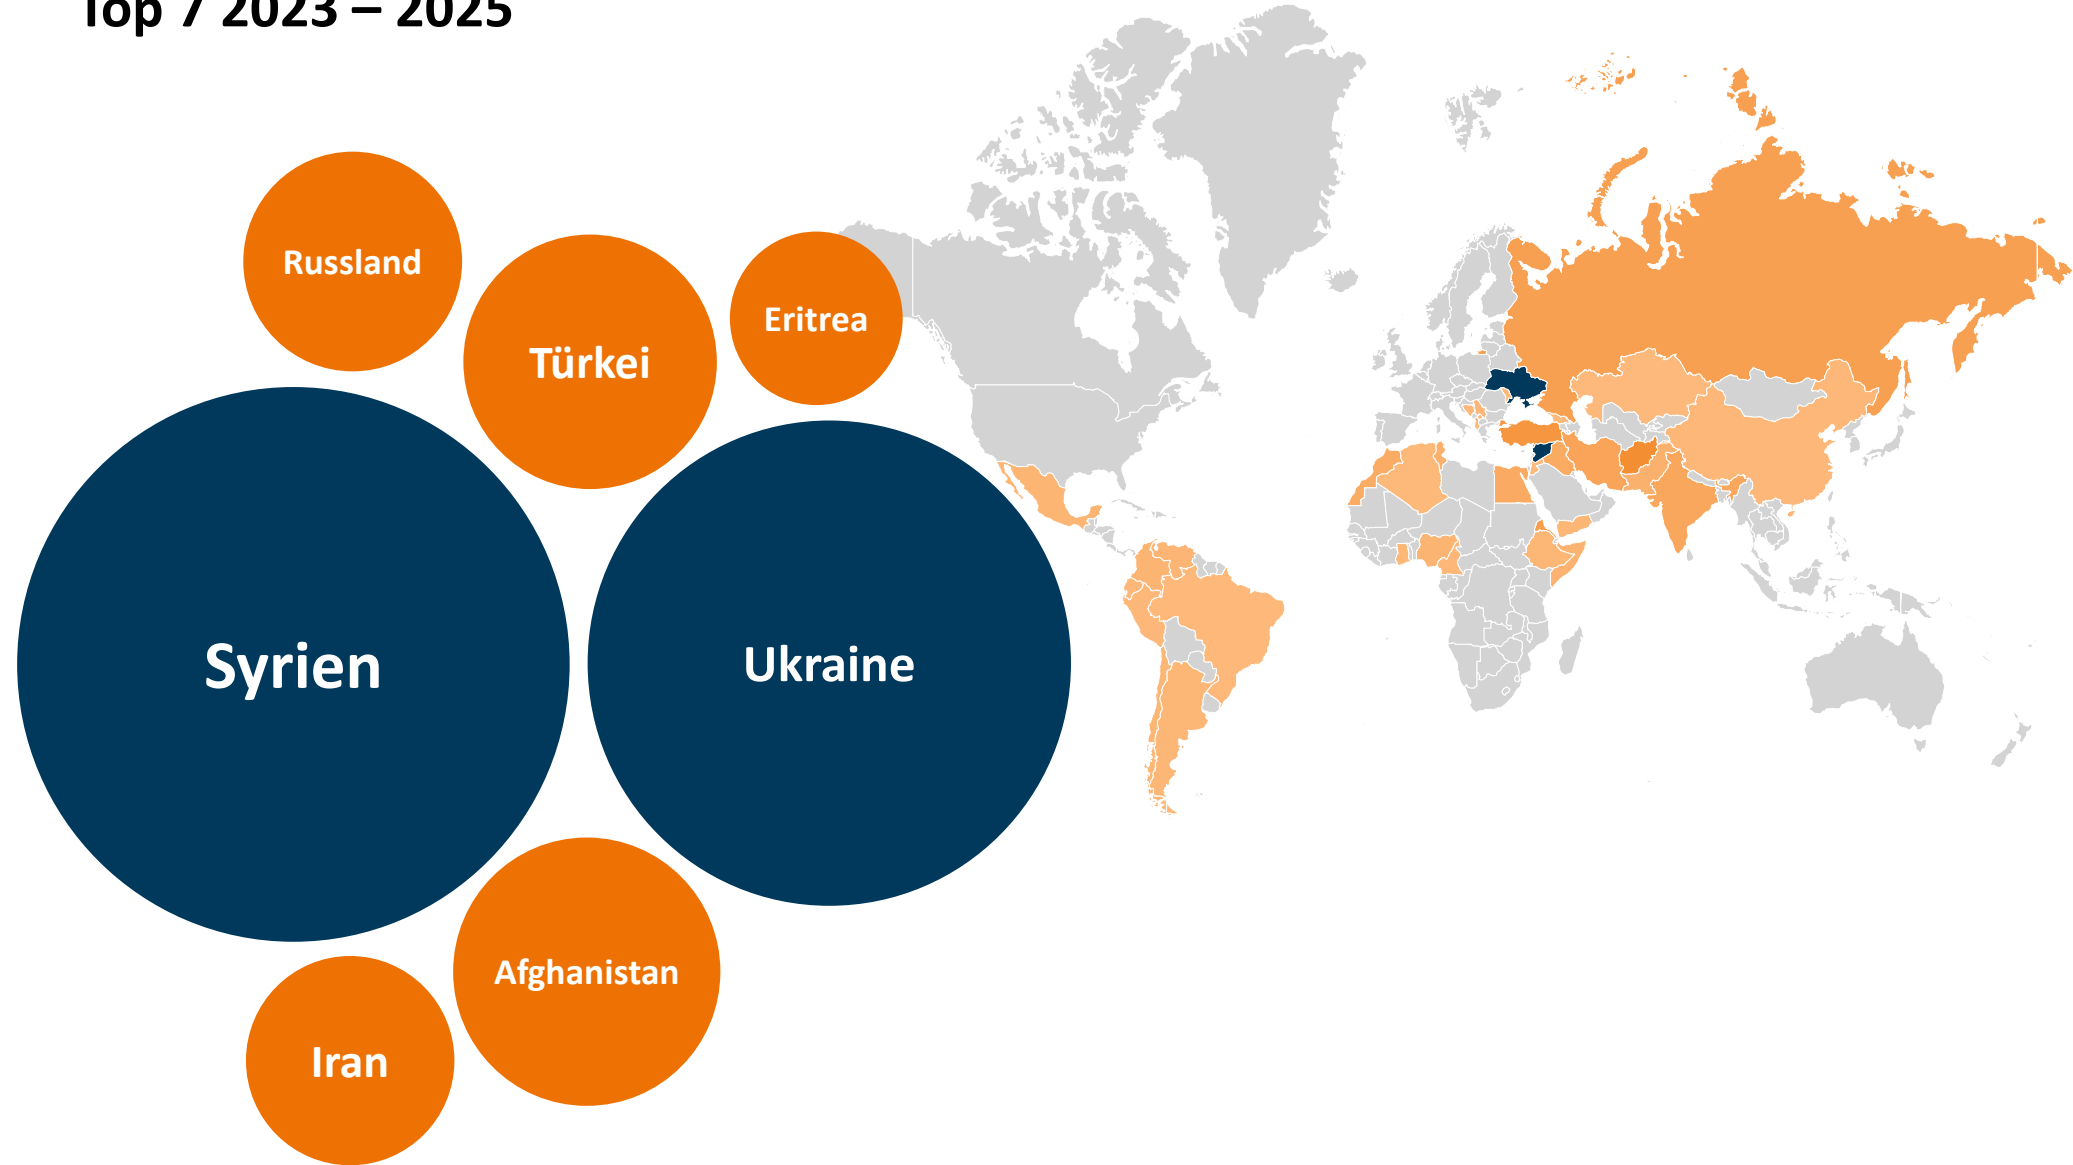 Top 7 2023 – 2025
Russland
Türkei
Eritrea
Syrien
Ukraine
Afghanistan
Iran